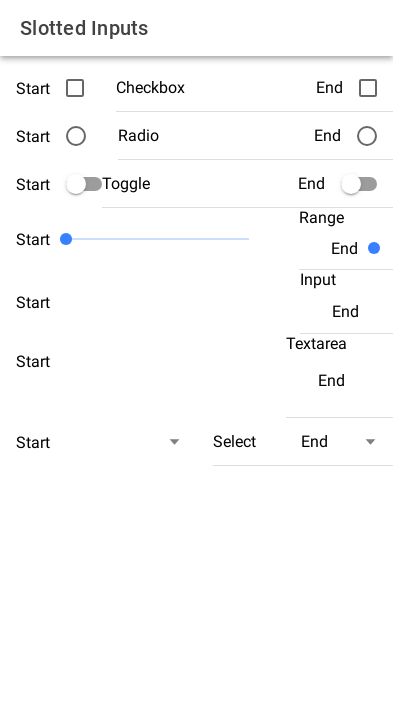 Slotted Inputs
Start Checkbox End
Start Radio End
Start Toggle End
Range
Start End
Input
Start End
Textarea
Start End
Start Select End